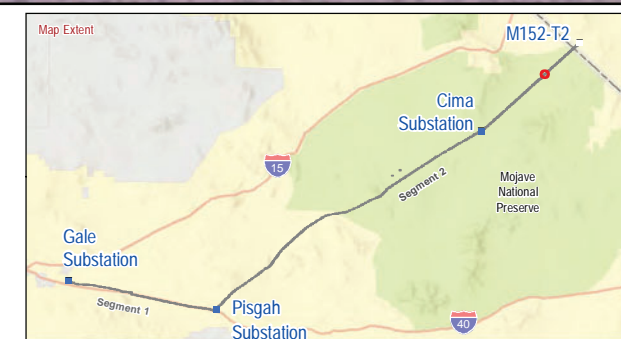 Map Extent
M152-T2
Cima
Substation
15
Segment 2
Mojave
National
Preserve
Gale
Substation
Segment 1
Pisgah
Substation
40